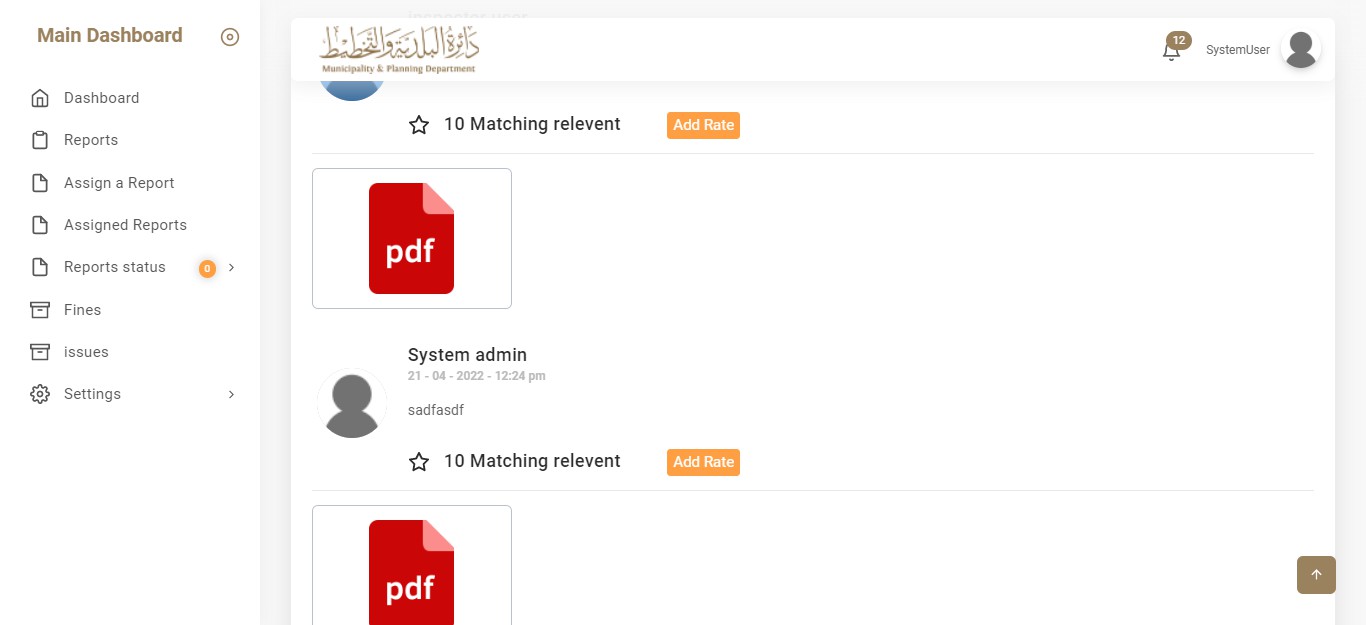 Main Dashboard
Dashboard
Reports
Assign a Report
Assigned Reports
Reports status 0
Fines
issues
Settings
inspector user
دائرة البلدية والتخطيط
Municipality & Planning Department
12
SystemUser
10 Matching relevent Add Rate
pdf
System admin
21 - 04 - 2022 - 12:24 pm
sadfasdf
10 Matching relevent Add Rate
pdf